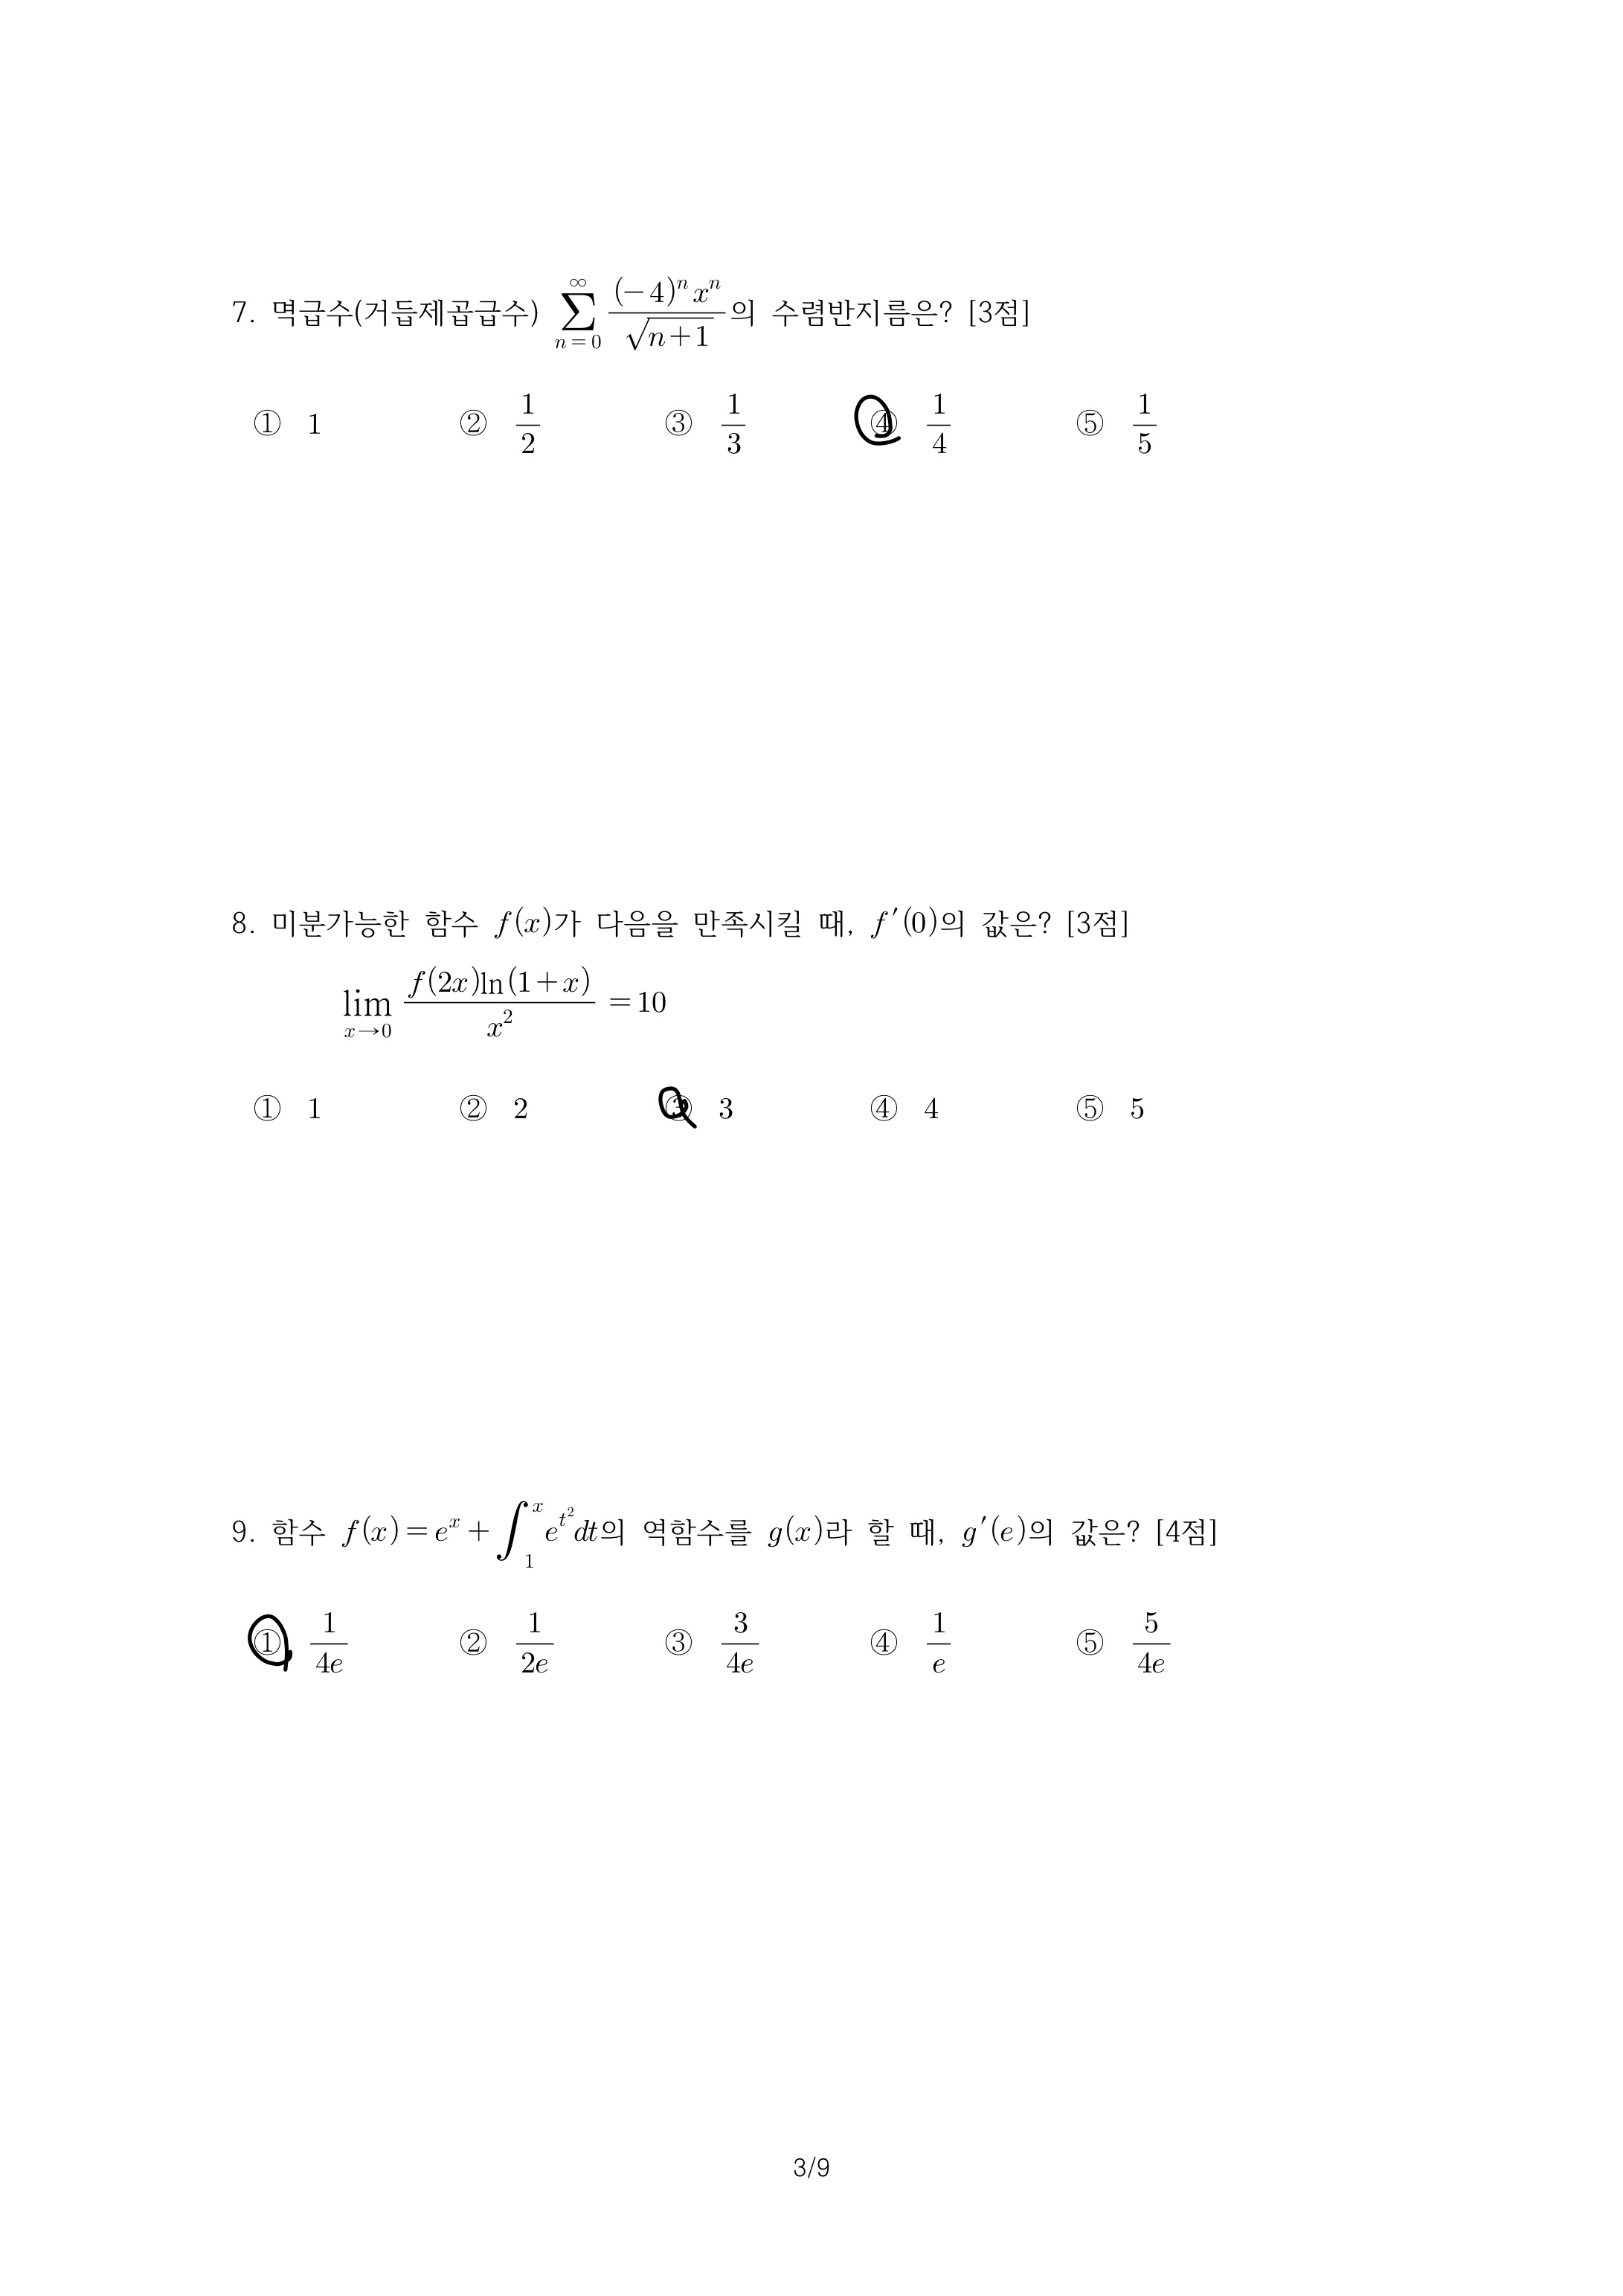 7. 멱급수(거듭제곱급수) $\sum_{n=0}^{\infty} \frac{(-4)^n x^n}{\sqrt{n+1}}$의 수렴반지름은? [3점]
① 1 ② $\frac{1}{2}$ ③ $\frac{1}{3}$ ④ $\frac{1}{4}$ ⑤ $\frac{1}{5}$
8. 미분가능한 함수 $f(x)$가 다음을 만족시킬 때, $f'(0)$의 값은? [3점]
$\lim_{x \to 0} \frac{f(2x)\ln(1+x)}{x^2} = 10$
① 1 ② 2 ③ 3 ④ 4 ⑤ 5
9. 함수 $f(x) = e^x + \int_1^x e^{t^2} dt$의 역함수를 $g(x)$라 할 때, $g'(e)$의 값은? [4점]
① $\frac{1}{4e}$ ② $\frac{1}{2e}$ ③ $\frac{3}{4e}$ ④ $\frac{1}{e}$ ⑤ $\frac{5}{4e}$
3/9